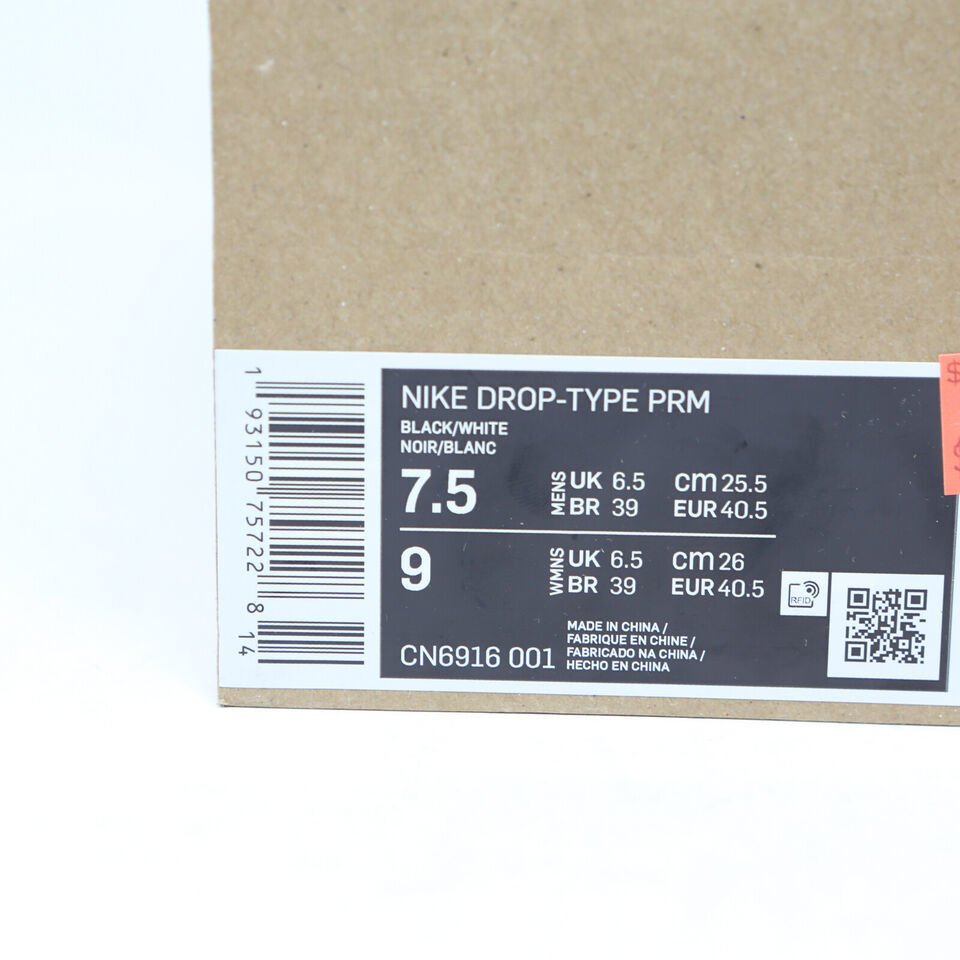 1 93150 75722 8 14
NIKE DROP-TYPE PRM
BLACK/WHITE
NOIR/BLANC
7.5 MENS UK 6.5 cm 25.5
BR 39 EUR 40.5
9 WMNS UK 6.5 cm 26
BR 39 EUR 40.5
RFID
MADE IN CHINA /
FABRIQUE EN CHINE /
FABRICADO NA CHINA /
HECHO EN CHINA
CN6916 001
$